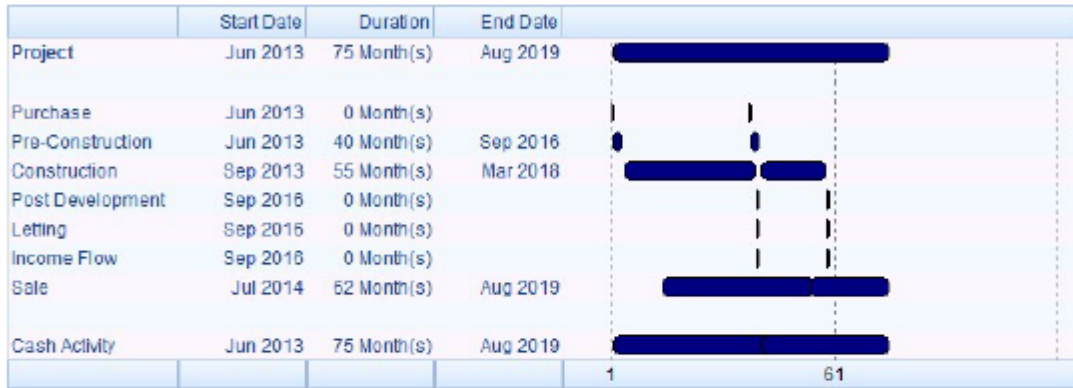 Start Date Duration End Date
Project Jun 2013 75 Month(s) Aug 2019
Purchase Jun 2013 0 Month(s)
Pre-Construction Jun 2013 40 Month(s) Sep 2016
Construction Sep 2013 55 Month(s) Mar 2018
Post Development Sep 2016 0 Month(s)
Letting Sep 2016 0 Month(s)
Income Flow Sep 2016 0 Month(s)
Sale Jul 2014 62 Month(s) Aug 2019
Cash Activity Jun 2013 75 Month(s) Aug 2019
1 61